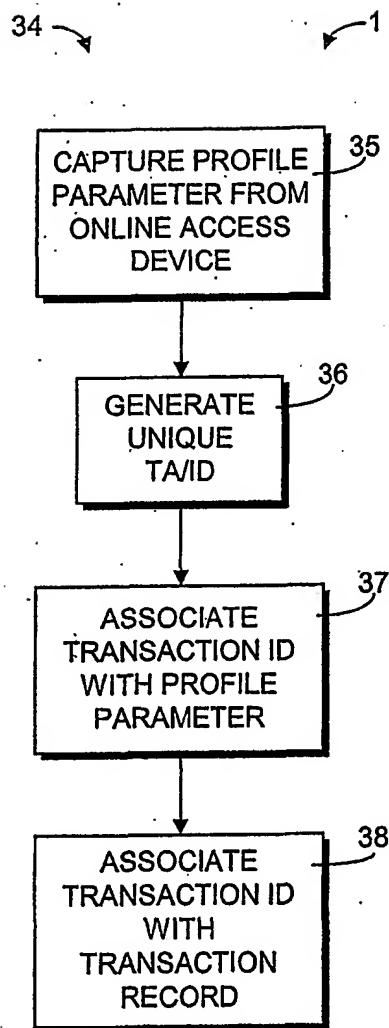 34
1
CAPTURE PROFILE
PARAMETER FROM
ONLINE ACCESS
DEVICE
35
GENERATE
UNIQUE
TA/ID
36
ASSOCIATE
TRANSACTION ID
WITH PROFILE
PARAMETER
37
ASSOCIATE
TRANSACTION ID
WITH
TRANSACTION
RECORD
38